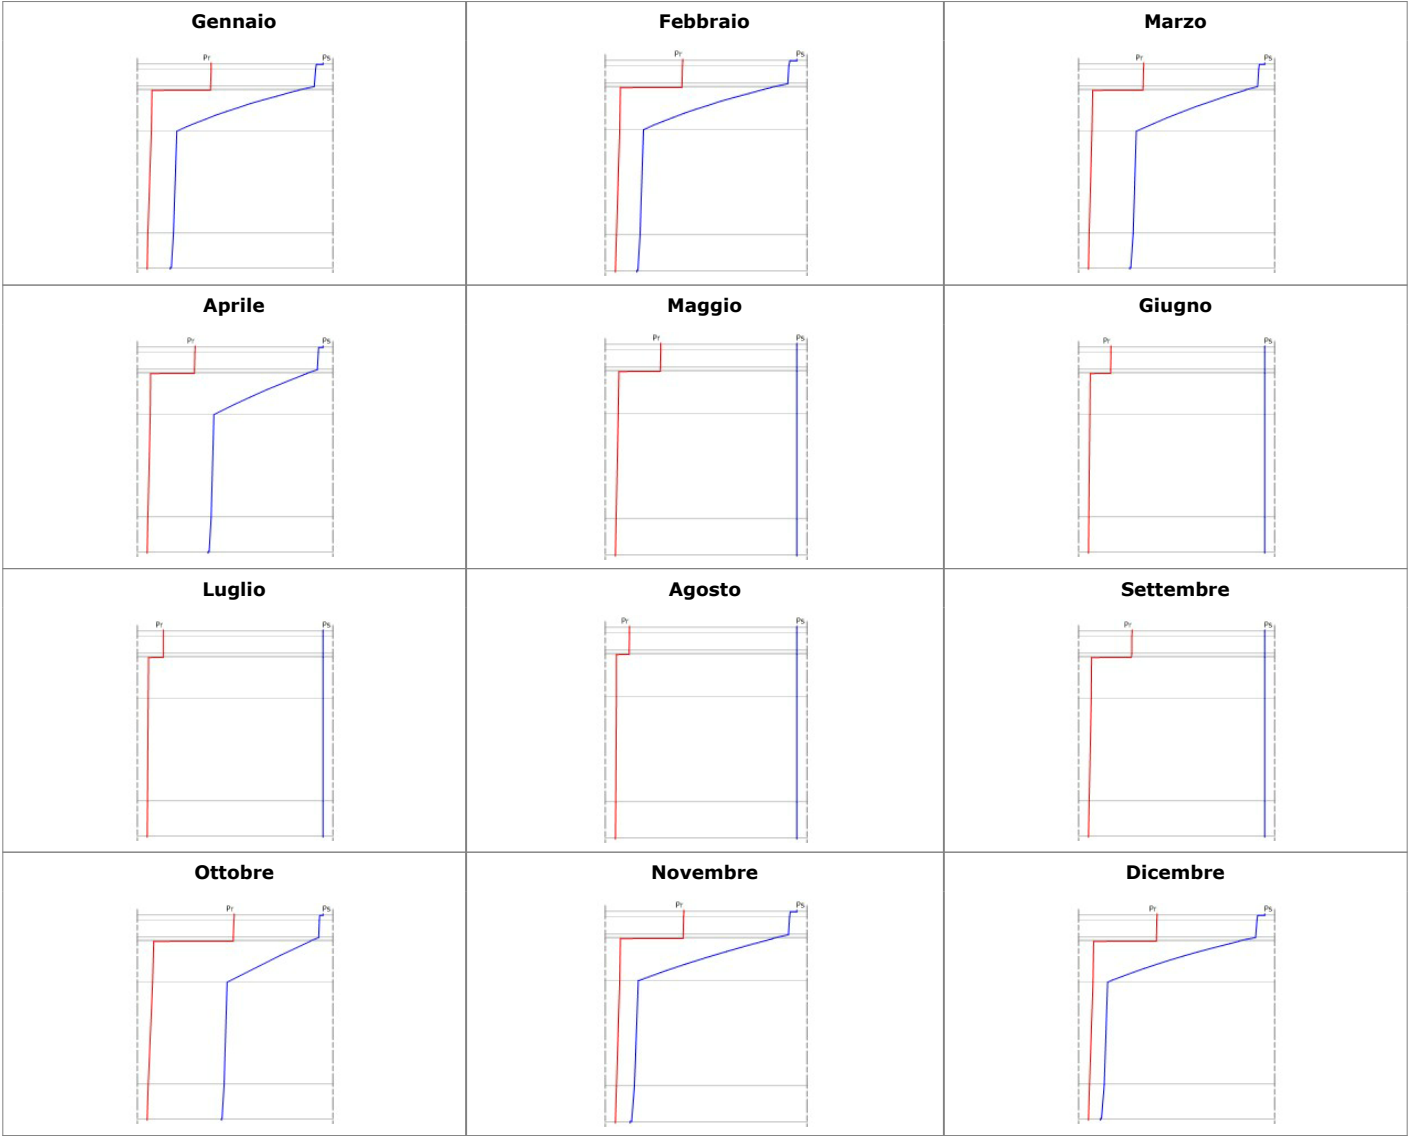 Gennaio Febbraio Marzo
Pr Ps Pr Ps Pr Ps
Aprile Maggio Giugno
Pr Ps Pr Ps Pr Ps
Luglio Agosto Settembre
Pr Ps Pr Ps Pr Ps
Ottobre Novembre Dicembre
Pr Ps Pr Ps Pr Ps